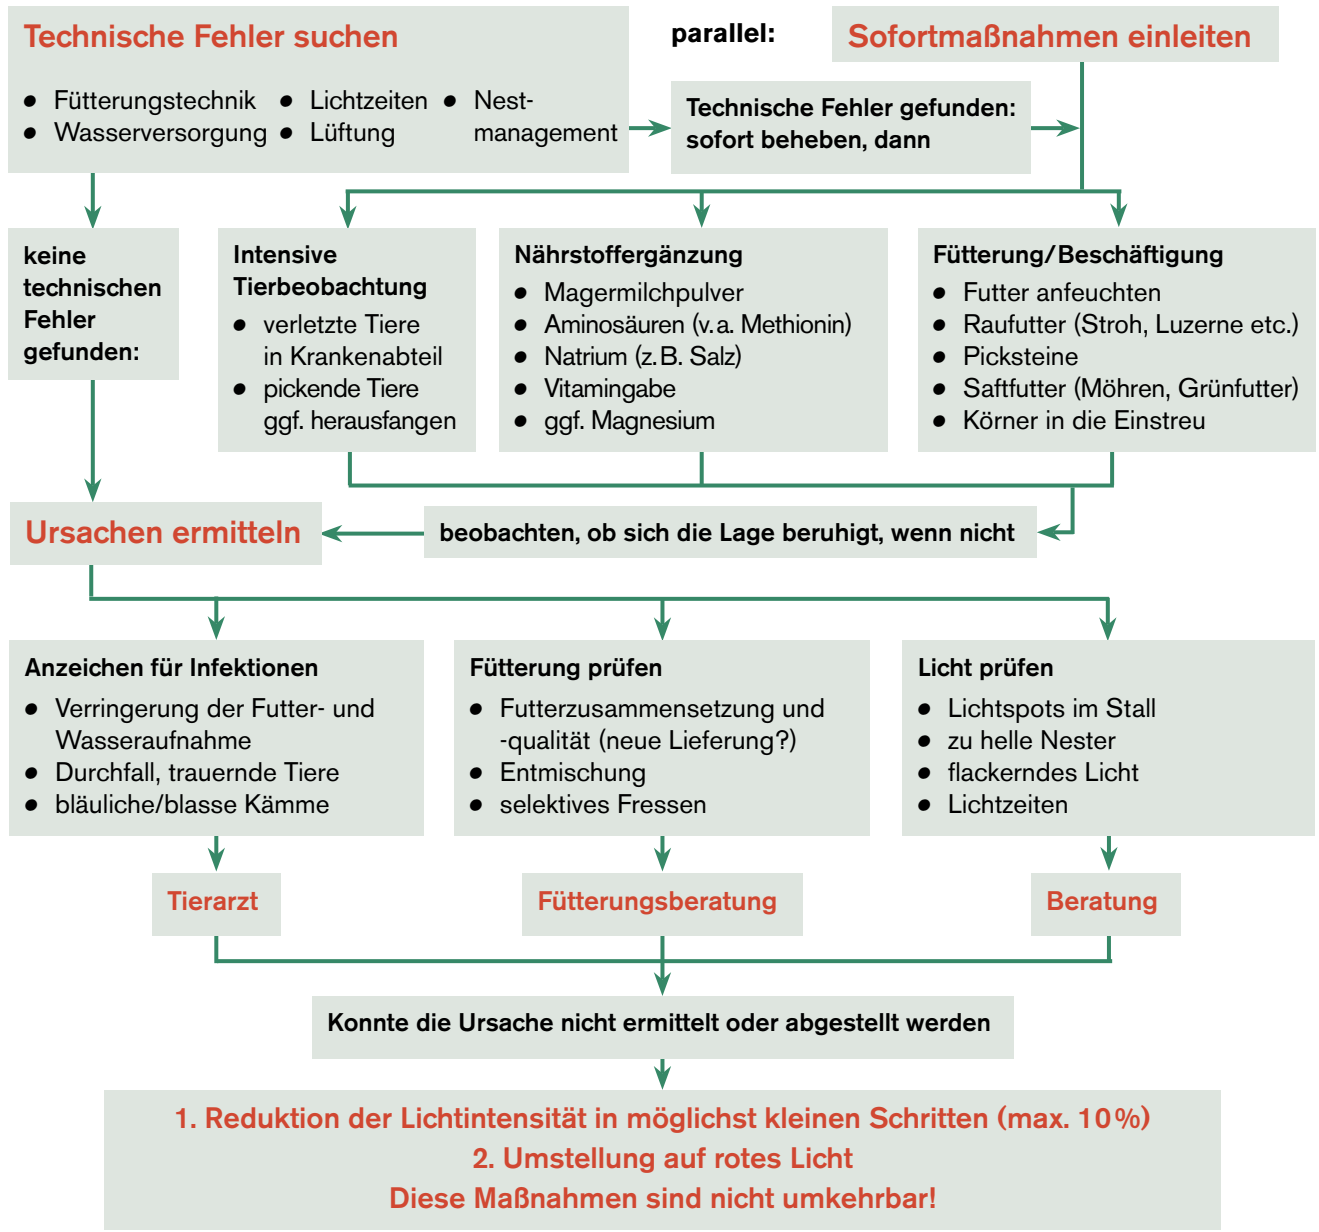 Technische Fehler suchen
• Fütterungstechnik • Lichtzeiten • Nest-
• Wasserversorgung • Lüftung management
parallel:
Sofortmaßnahmen einleiten
Technische Fehler gefunden:
sofort beheben, dann
keine
technischen
Fehler
gefunden:
Intensive
Tierbeobachtung
• verletzte Tiere
in Krankenabteil
• pickende Tiere
ggf. herausfangen
Nährstoffergänzung
• Magermilchpulver
• Aminosäuren (v.a. Methionin)
• Natrium (z.B. Salz)
• Vitamingabe
• ggf. Magnesium
Fütterung/Beschäftigung
• Futter anfeuchten
• Raufutter (Stroh, Luzerne etc.)
• Picksteine
• Saftfutter (Möhren, Grünfutter)
• Körner in die Einstreu
Ursachen ermitteln
beobachten, ob sich die Lage beruhigt, wenn nicht
Anzeichen für Infektionen
• Verringerung der Futter- und
Wasseraufnahme
• Durchfall, trauernde Tiere
• bläuliche/blasse Kämme
Fütterung prüfen
• Futterzusammensetzung und
-qualität (neue Lieferung?)
• Entmischung
• selektives Fressen
Licht prüfen
• Lichtspots im Stall
• zu helle Nester
• flackerndes Licht
• Lichtzeiten
Tierarzt
Fütterungsberatung
Beratung
Konnte die Ursache nicht ermittelt oder abgestellt werden
1. Reduktion der Lichtintensität in möglichst kleinen Schritten (max. 10%)
2. Umstellung auf rotes Licht
Diese Maßnahmen sind nicht umkehrbar!